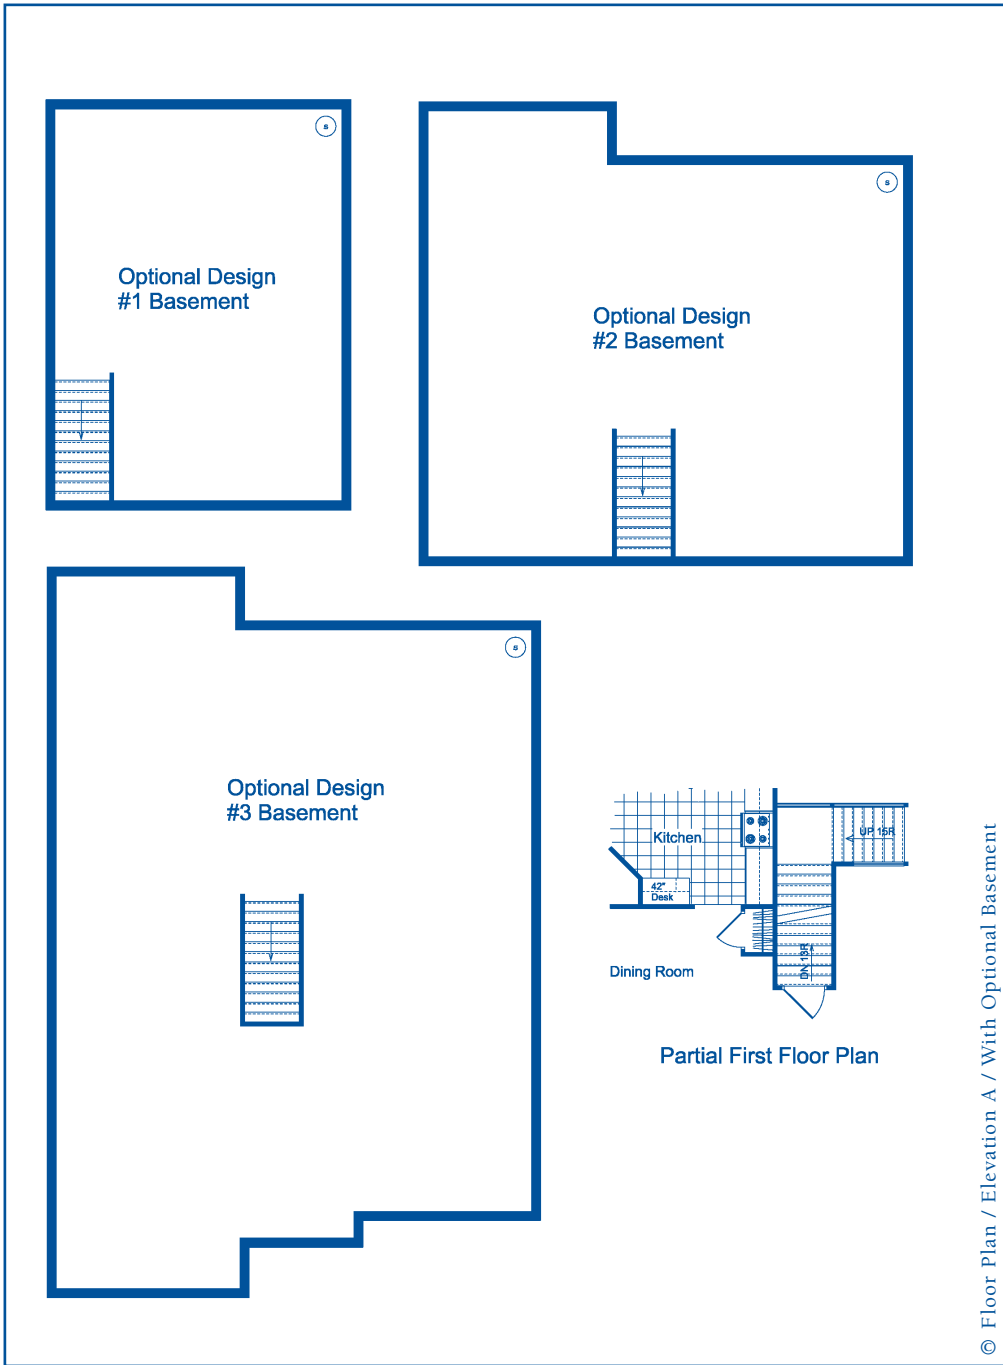 S
Optional Design
#1 Basement
S
Optional Design
#2 Basement
S
Optional Design
#3 Basement
Kitchen
UP 15R
42"
Desk
DN 13R
Dining Room
Partial First Floor Plan
© Floor Plan / Elevation A / With Optional Basement